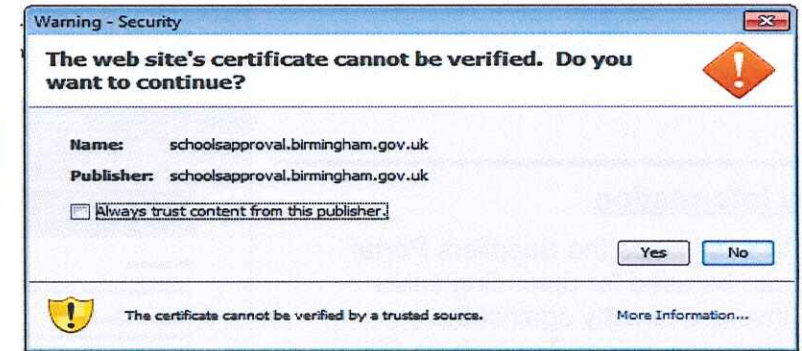 Warning - Security
The web site's certificate cannot be verified. Do you
want to continue?
Name: schoolsapproval.birmingham.gov.uk
Publisher: schoolsapproval.birmingham.gov.uk
Always trust content from this publisher.
Yes No
The certificate cannot be verified by a trusted source. More Information...